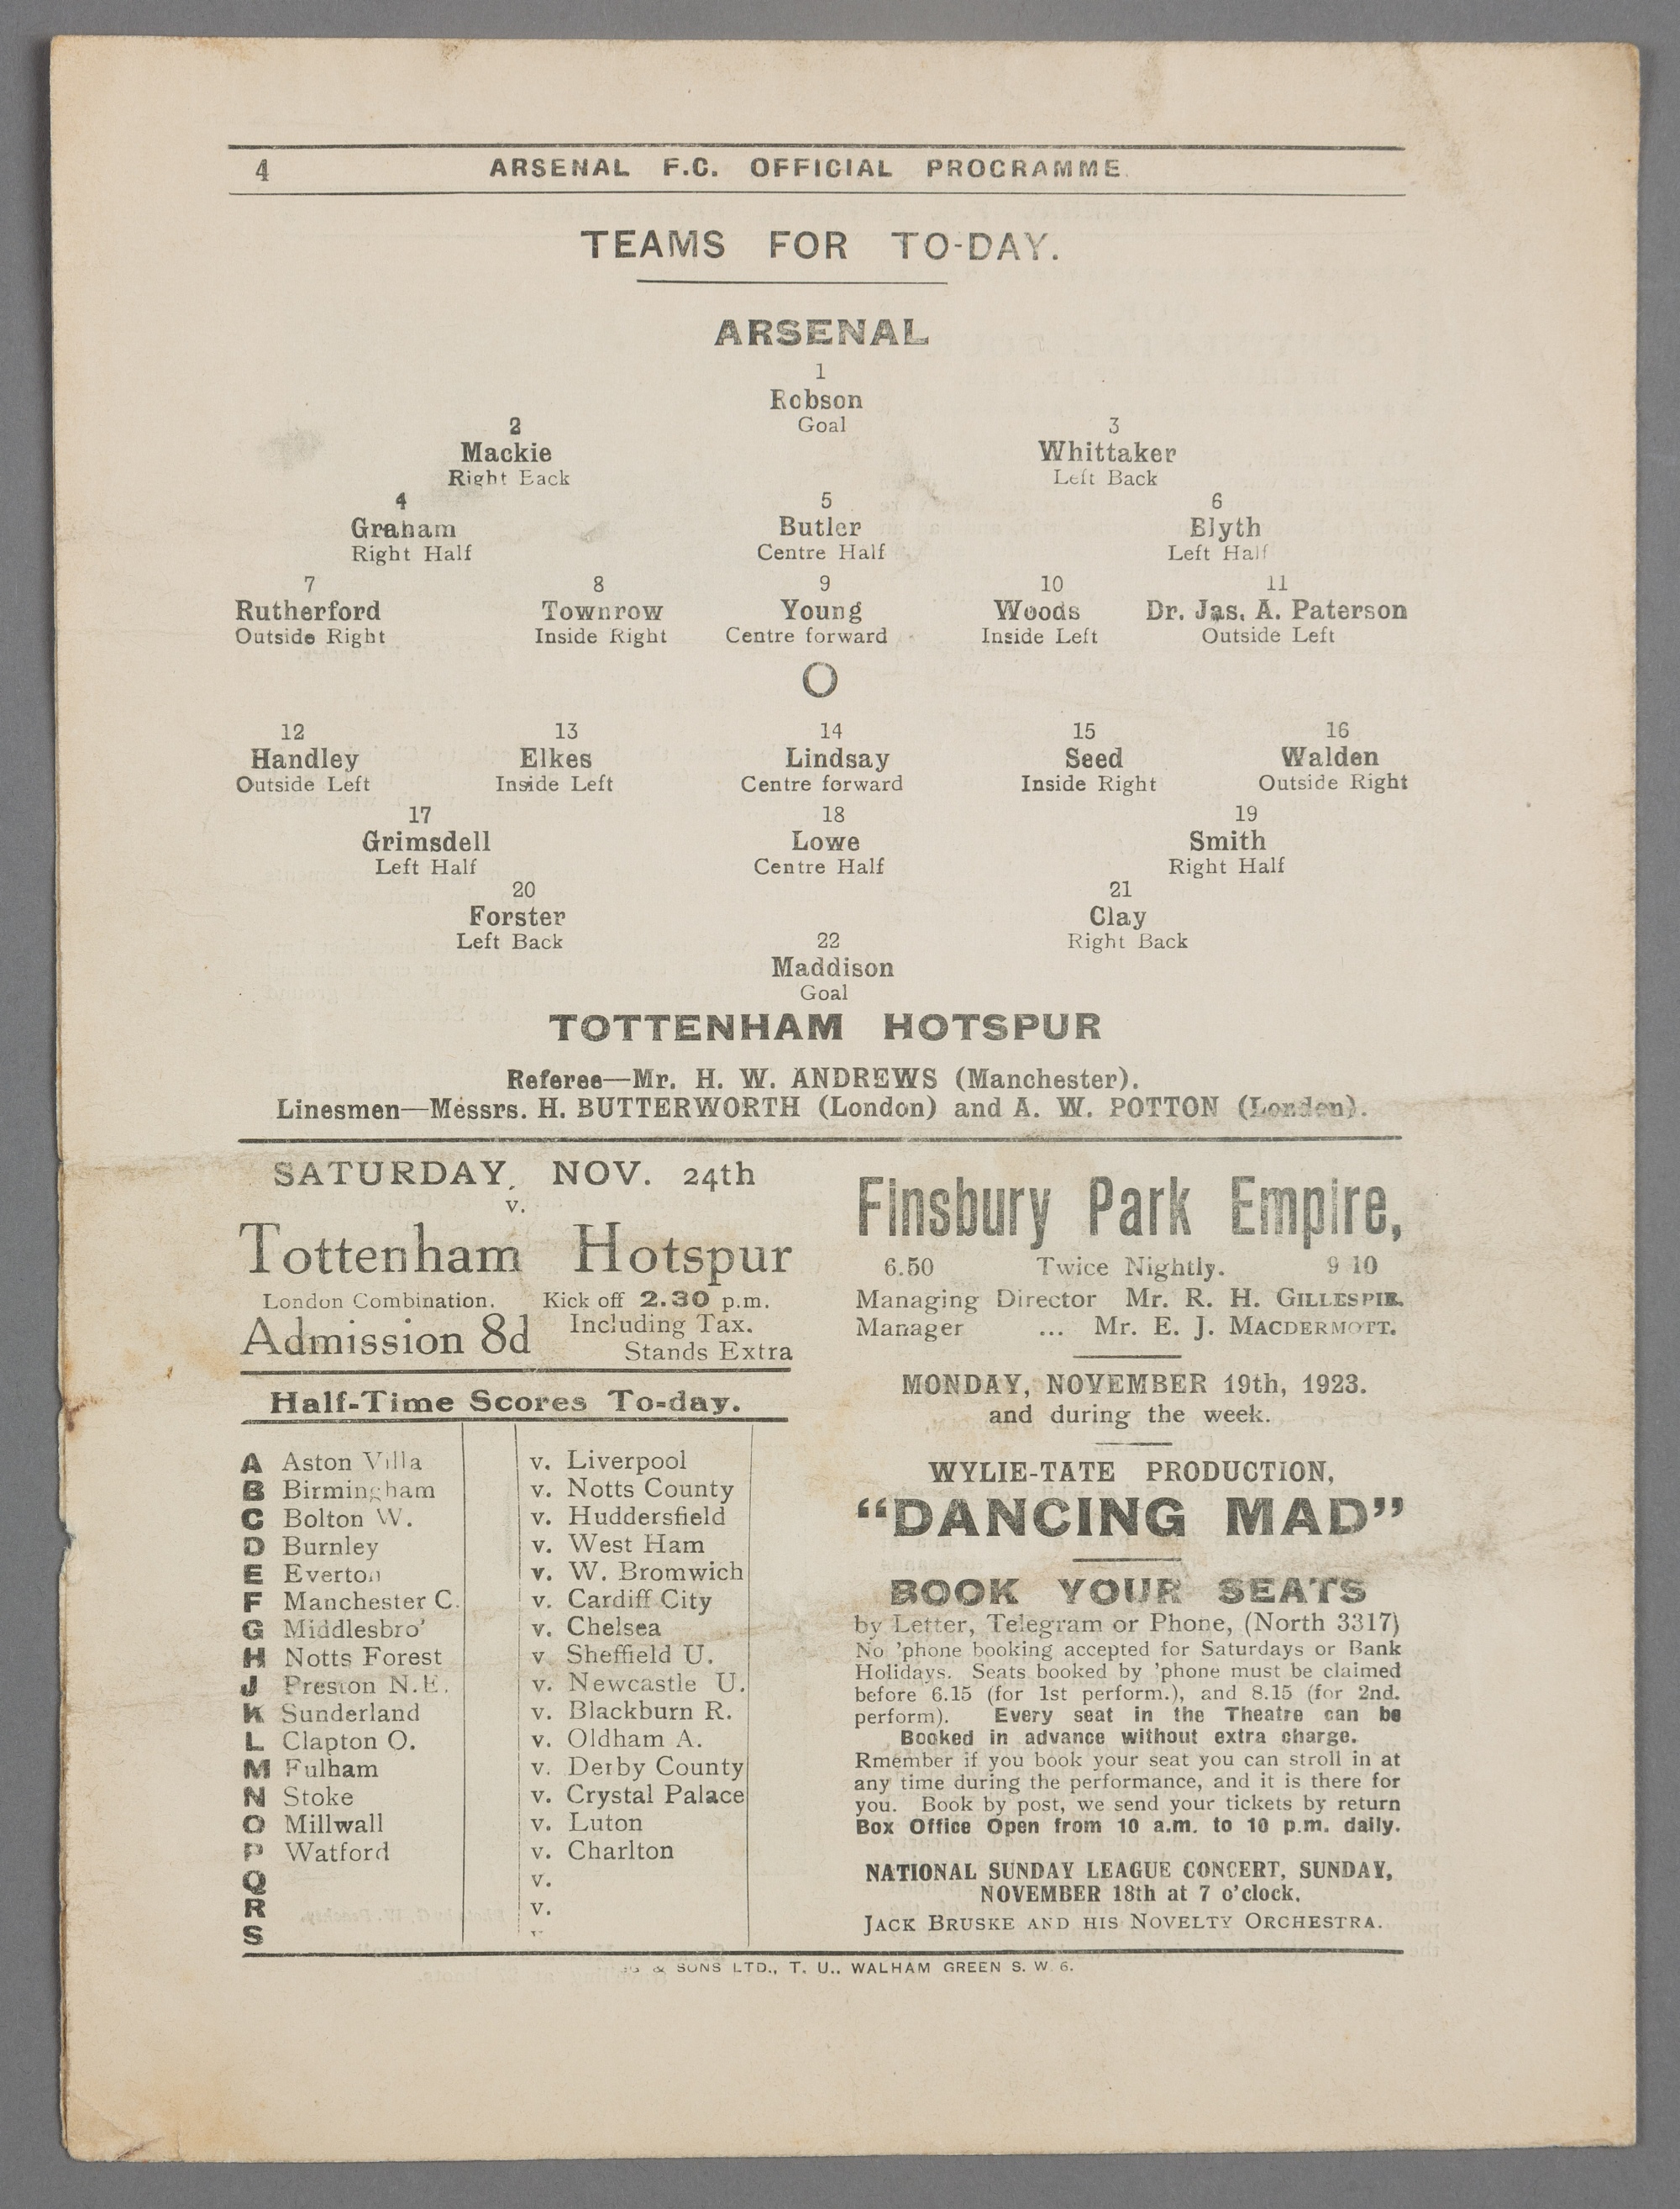 4 ARSENAL F.C. OFFICIAL PROGRAMME.
TEAMS FOR TO-DAY.
ARSENAL
1
Robson
Goal
2 3
Mackie Whittaker
Right Back Left Back
4 5 6
Graham Butler Blyth
Right Half Centre Half Left Half
7 8 9 10 11
Rutherford Townrow Young Woods Dr. Jas. A. Paterson
Outside Right Inside Right Centre forward Inside Left Outside Left
O
12 13 14 15 16
Handley Elkes Lindsay Seed Walden
Outside Left Inside Left Centre forward Inside Right Outside Right
17 18 19
Grimsdell Lowe Smith
Left Half Centre Half Right Half
20 21
Forster Clay
Left Back Right Back
22
Maddison
Goal
TOTTENHAM HOTSPUR
Referee—Mr. H. W. ANDREWS (Manchester).
Linesmen—Messrs. H. BUTTERWORTH (London) and A. W. POTTON (London).
SATURDAY, NOV. 24th
v.
Tottenham Hotspur
London Combination. Kick off 2.30 p.m.
Admission 8d Including Tax.
Stands Extra
Half-Time Scores To-day.
A Aston Villa v. Liverpool
B Birmingham v. Notts County
C Bolton W. v. Huddersfield
D Burnley v. West Ham
E Everton v. W. Bromwich
F Manchester C. v. Cardiff City
G Middlesbro' v. Chelsea
H Notts Forest v Sheffield U.
J Preston N.E. v. Newcastle U.
K Sunderland v. Blackburn R.
L Clapton O. v. Oldham A.
M Fulham v. Derby County
N Stoke v. Crystal Palace
O Millwall v. Luton
P Watford v. Charlton
Q v.
R v.
S
Finsbury Park Empire,
6.50 Twice Nightly. 9 10
Managing Director Mr. R. H. GILLESPIE.
Manager ... Mr. E. J. MACDERMOTT.
MONDAY, NOVEMBER 19th, 1923.
and during the week.
WYLIE-TATE PRODUCTION,
"DANCING MAD"
BOOK YOUR SEATS
by Letter, Telegram or Phone, (North 3317)
No 'phone booking accepted for Saturdays or Bank
Holidays. Seats booked by 'phone must be claimed
before 6.15 (for 1st perform.), and 8.15 (for 2nd.
perform). Every seat in the Theatre can be
Booked in advance without extra charge.
Rmember if you book your seat you can stroll in at
any time during the performance, and it is there for
you. Book by post, we send your tickets by return
Box Office Open from 10 a.m. to 10 p.m. daily.
NATIONAL SUNDAY LEAGUE CONCERT, SUNDAY,
NOVEMBER 18th at 7 o'clock.
JACK BRUSKE AND HIS NOVELTY ORCHESTRA.
& SONS LTD., T. U., WALHAM GREEN S. W. 6.